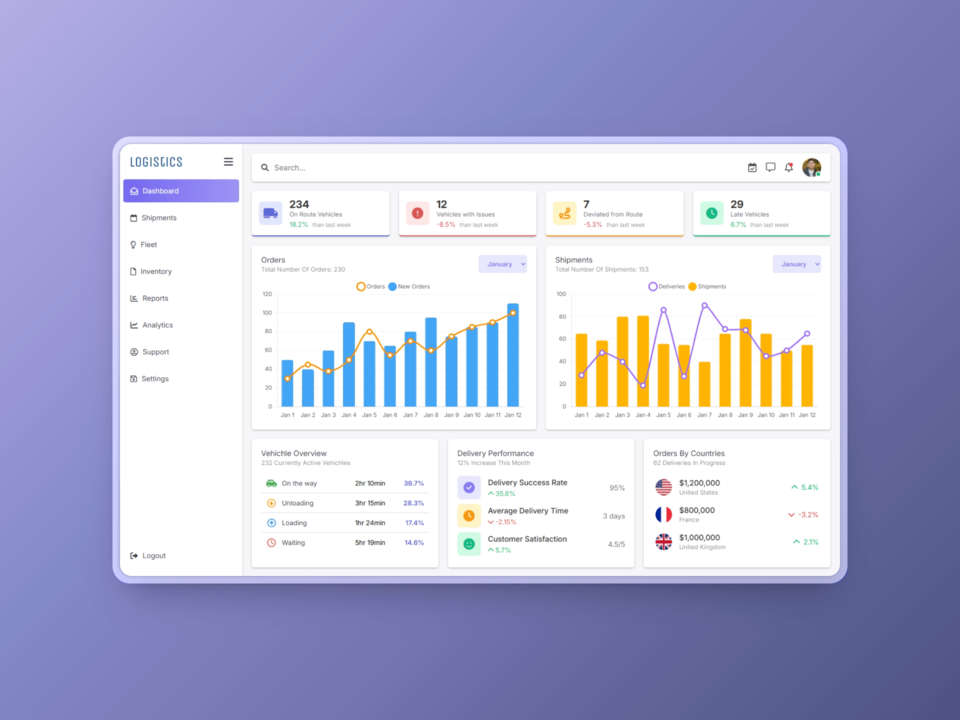 LOGISTICS
Dashboard
Shipments
Fleet
Inventory
Reports
Analytics
Support
Settings
Logout
Search...
234
On Route Vehicles
18.2% than last week
12
Vehicles with Issues
-8.5% than last week
7
Deviated from Route
-5.3% than last week
29
Late Vehicles
6.7% than last week
Orders
Total Number Of Orders: 230
January
Orders New Orders
120
100
80
60
40
20
0
Jan 1 Jan 2 Jan 3 Jan 4 Jan 5 Jan 6 Jan 7 Jan 8 Jan 9 Jan 10 Jan 11 Jan 12
Shipments
Total Number Of Shipments: 153
January
Deliveries Shipments
100
80
60
40
20
0
Jan 1 Jan 2 Jan 3 Jan 4 Jan 5 Jan 6 Jan 7 Jan 8 Jan 9 Jan 10 Jan 11 Jan 12
Vehichle Overview
232 Currently Active Vehichles
On the way 2hr 10min 39.7%
Unloading 3hr 15min 28.3%
Loading 1hr 24min 17.4%
Waiting 5hr 19min 14.6%
Delivery Performance
12% Increase This Month
Delivery Success Rate
35.6%
95%
Average Delivery Time
-2.15%
3 days
Customer Satisfaction
5.7%
4.5/5
Orders By Countries
62 Deliveries In Progress
$1,200,000
United States
5.4%
$800,000
France
-3.2%
$1,000,000
United Kingdom
2.1%